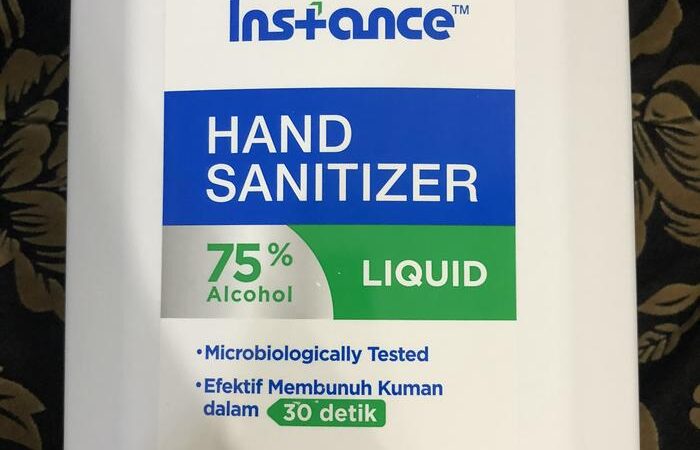 Instance™
HAND
SANITIZER
75%
Alcohol
LIQUID
•Microbiologically Tested
•Efektif Membunuh Kuman
dalam 30 detik